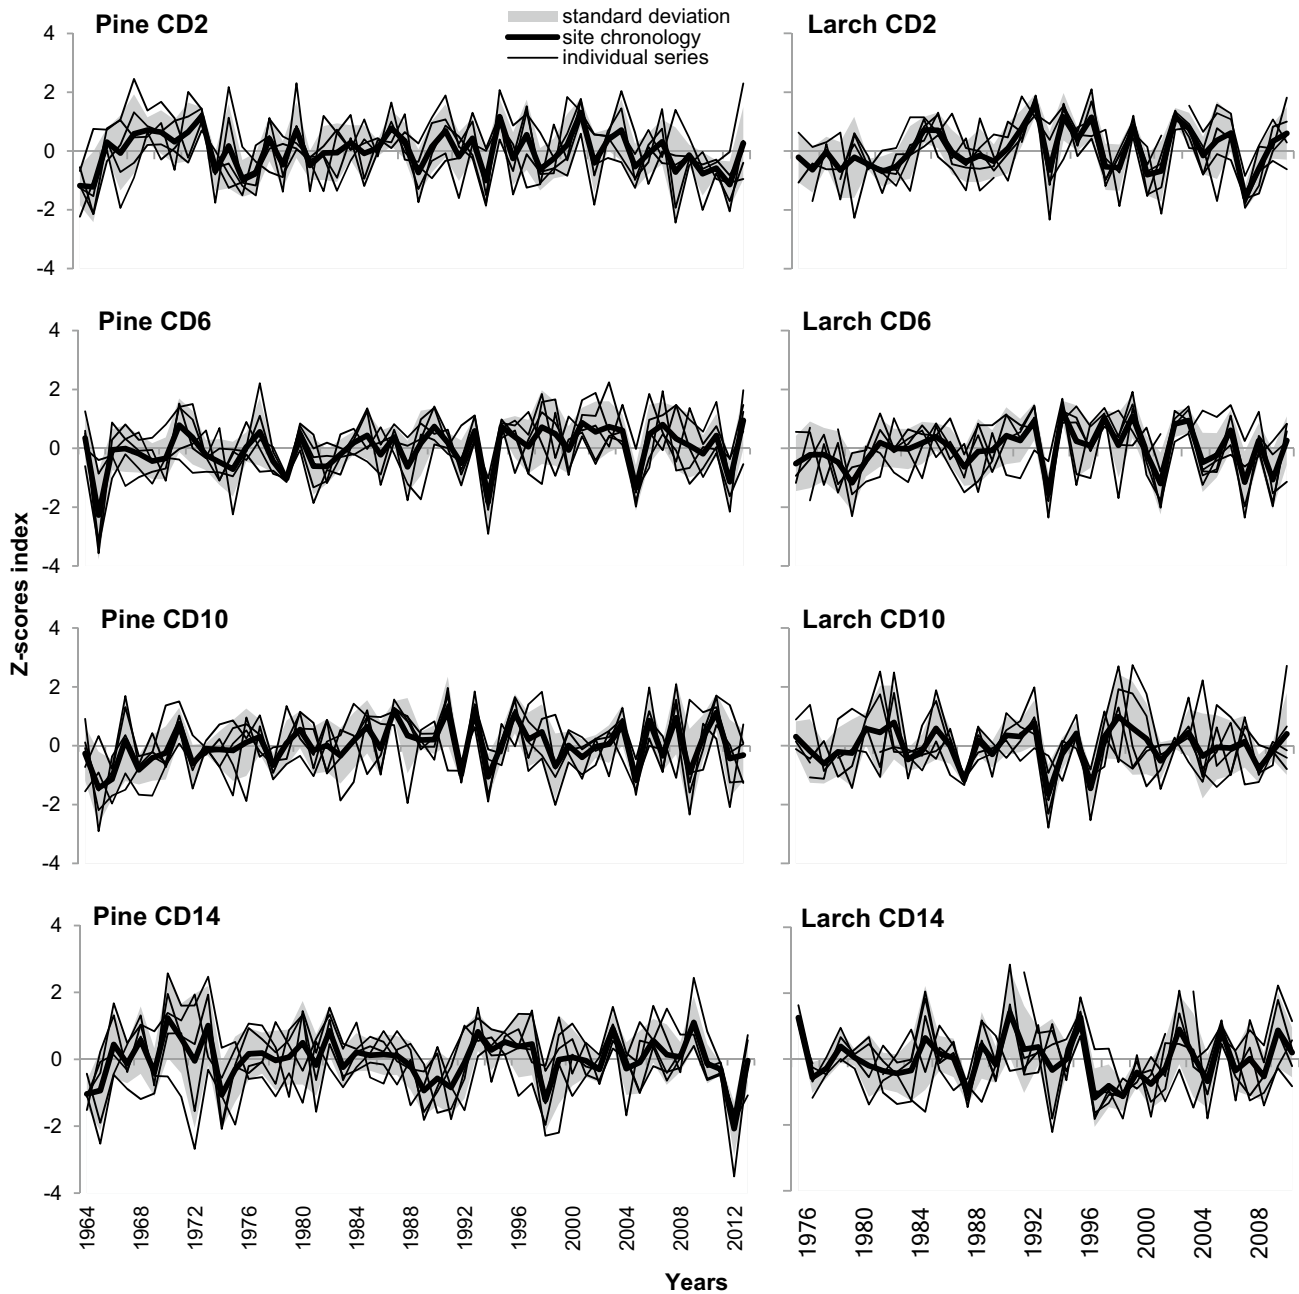 Pine CD2
standard deviation
site chronology
individual series
Larch CD2
4
2
0
-2
-4
Pine CD6
Larch CD6
4
2
0
-2
-4
Z-scores index
Pine CD10
Larch CD10
4
2
0
-2
-4
Pine CD14
Larch CD14
4
2
0
-2
-4
1964 1968 1972 1976 1980 1984 1988 1992 1996 2000 2004 2008 2012
1976 1980 1984 1988 1992 1996 2000 2004 2008
Years